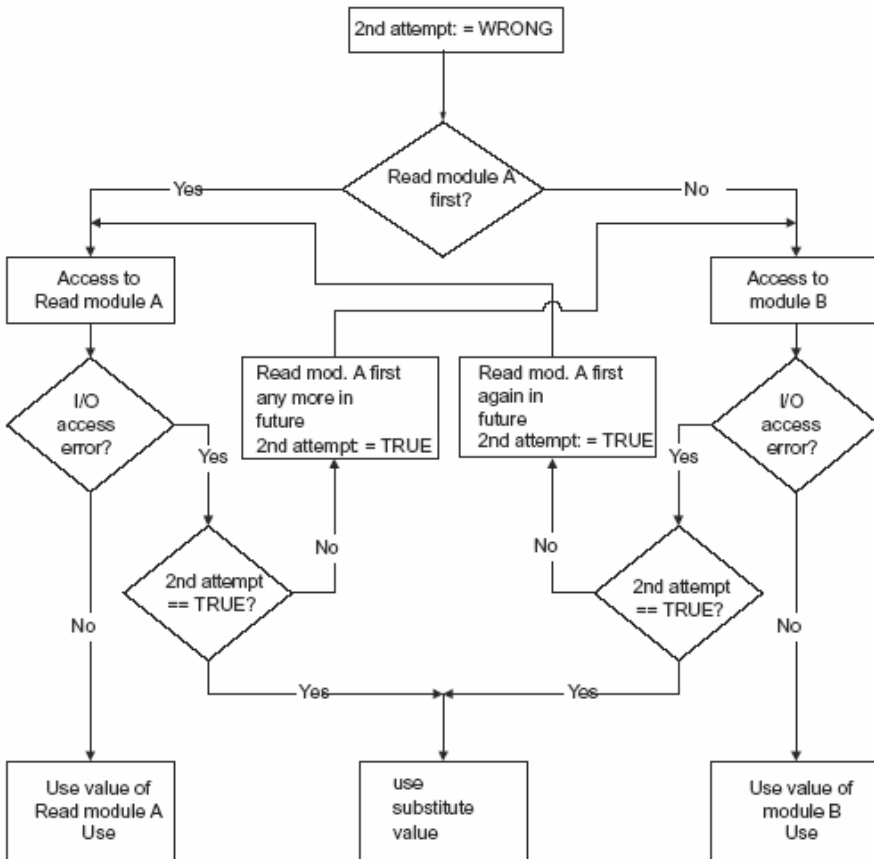 2nd attempt: = WRONG
Read module A
first?
Yes
No
Access to
Read module A
Access to
module B
I/O
access
error?
Read mod. A first
any more in
future
2nd attempt: = TRUE
Read mod. A first
again in
future
2nd attempt: = TRUE
I/O
access
error?
Yes
Yes
No
No
2nd attempt
== TRUE?
2nd attempt
== TRUE?
No
No
Yes
Yes
Use value of
Read module A
Use
use
substitute
value
Use value of
module B
Use